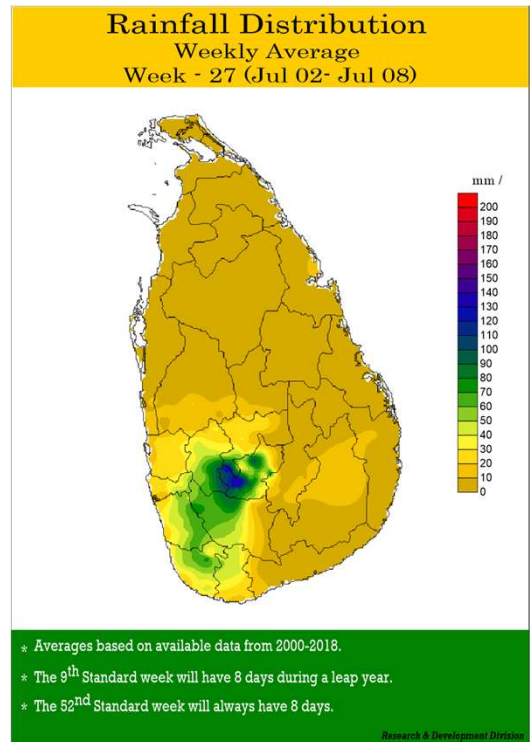 Rainfall Distribution
Weekly Average
Week - 27 (Jul 02- Jul 08)
mm /
200
190
180
170
160
150
140
130
120
110
100
90
80
70
60
50
40
30
20
10
0
* Averages based on available data from 2000-2018.
* The 9th Standard week will have 8 days during a leap year.
* The 52nd Standard week will always have 8 days.
Research & Development Division